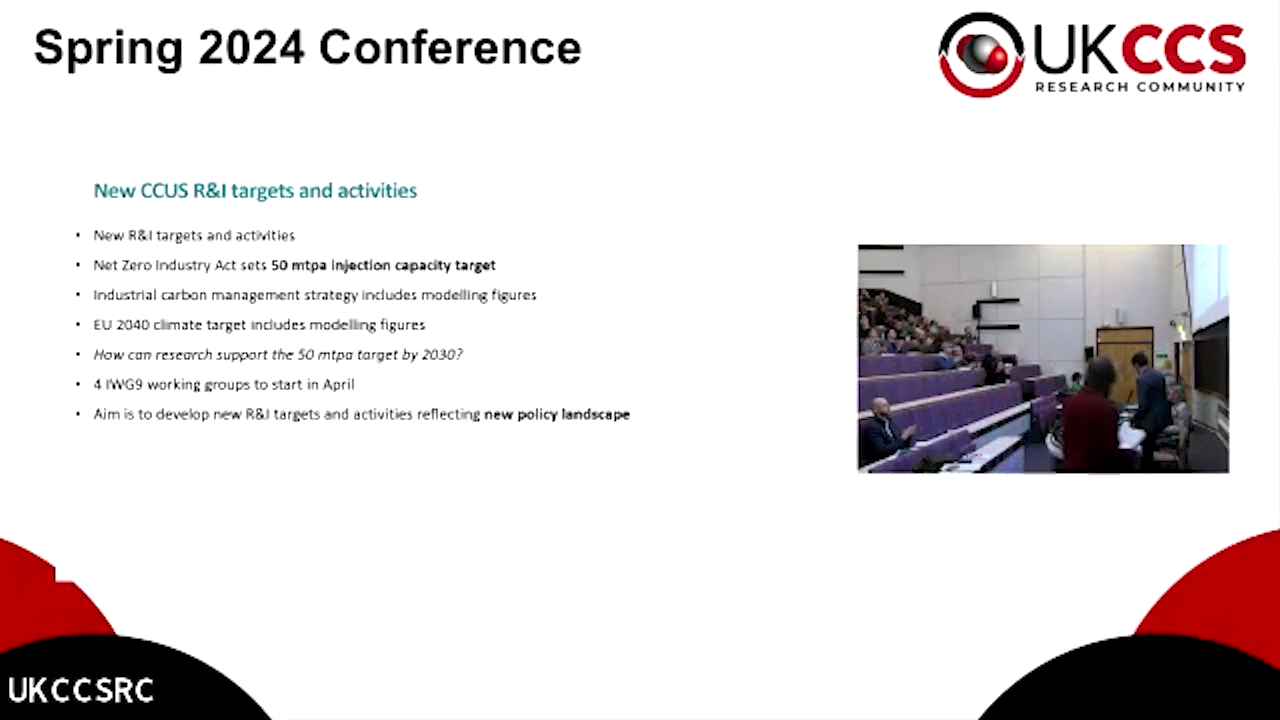 Spring 2024 Conference
UKCCS
RESEARCH COMMUNITY
New CCUS R&I targets and activities
• New R&I targets and activities
• Net Zero Industry Act sets 50 mtpa injection capacity target
• Industrial carbon management strategy includes modelling figures
• EU 2040 climate target includes modelling figures
• How can research support the 50 mtpa target by 2030?
• 4 IWG9 working groups to start in April
• Aim is to develop new R&I targets and activities reflecting new policy landscape
UKCCSRC